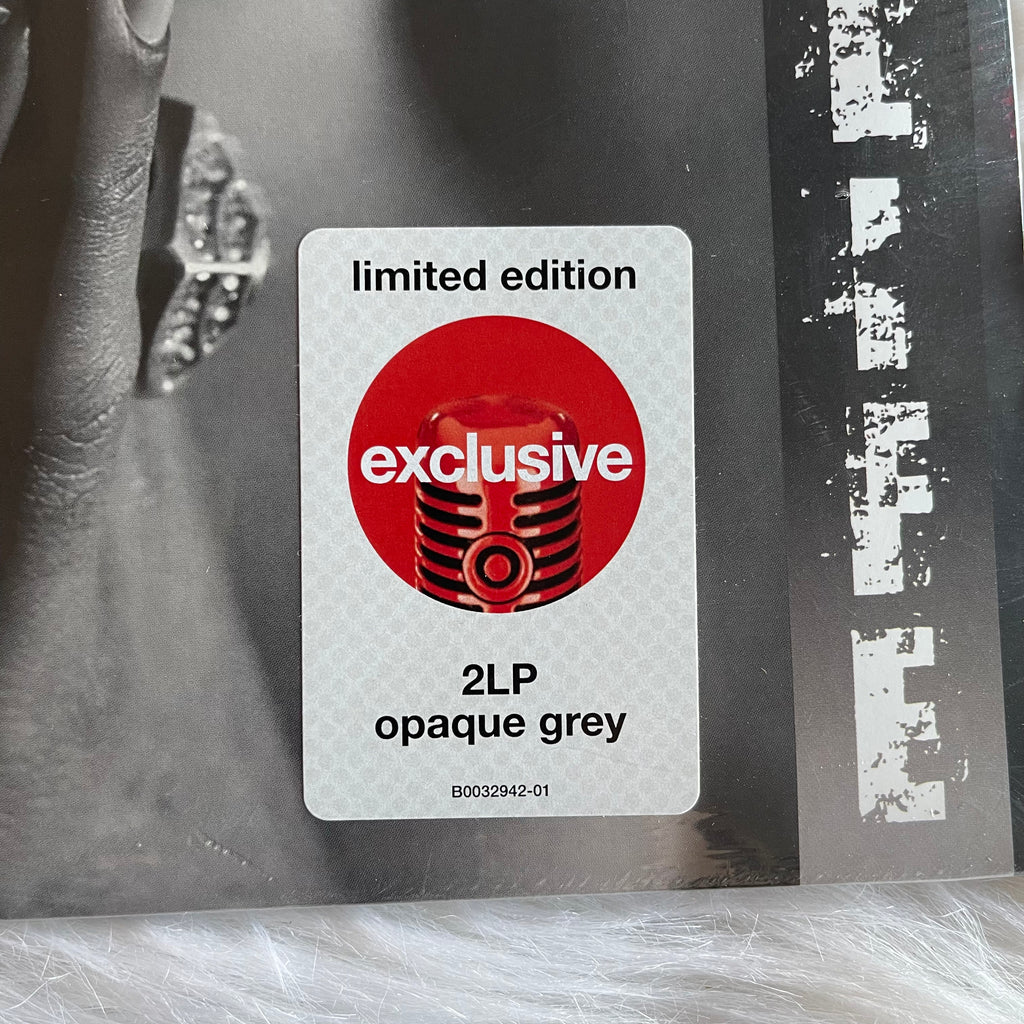 limited edition
exclusive
2LP
opaque grey
B0032942-01